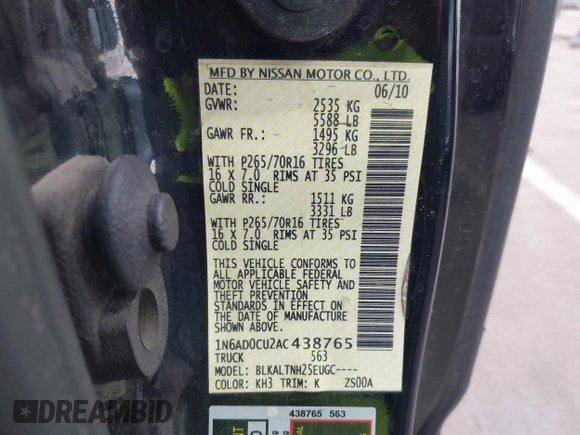 MFD BY NISSAN MOTOR CO., LTD.
DATE: 06/10
GVWR: 2535 KG
5588 LB
GAWR FR.: 1495 KG
3296 LB
WITH P265/70R16 TIRES
16 X 7.0 RIMS AT 35 PSI
COLD SINGLE
GAWR RR.: 1511 KG
3331 LB
WITH P265/70R16 TIRES
16 X 7.0 RIMS AT 35 PSI
COLD SINGLE
THIS VEHICLE CONFORMS TO
ALL APPLICABLE FEDERAL
MOTOR VEHICLE SAFETY AND
THEFT PREVENTION
STANDARDS IN EFFECT ON
THE DATE OF MANUFACTURE
SHOWN ABOVE.
1N6AD0CU2AC438765
TRUCK 563
MODEL: BLKALTNH25EUGC----
COLOR: KH3 TRIM: K ZS00A
438765 563
DEALERS AUTO AUCTION